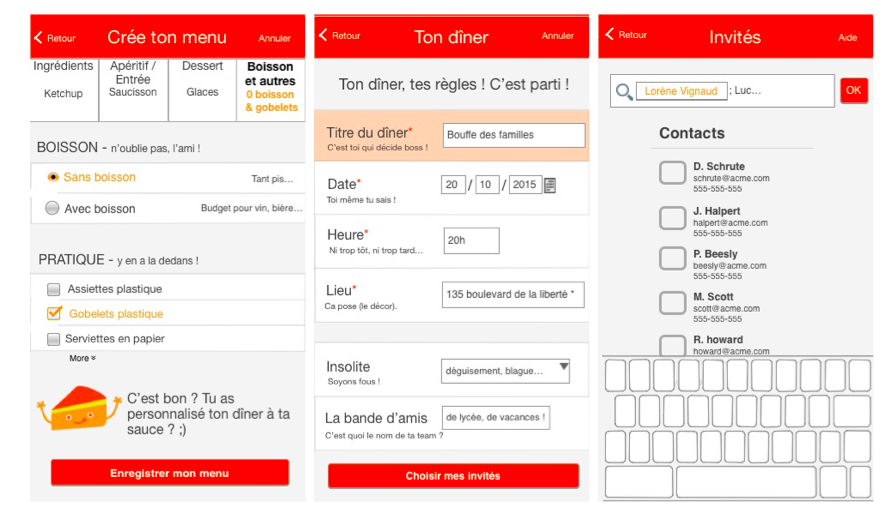 Retour
Crée ton menu
Annuler
Ingrédients
Ketchup
Apéritif /
Entrée
Saucisson
Dessert
Glaces
Boisson
et autres
0 boisson
& gobelets
BOISSON - n'oublie pas, l'ami !
Sans boisson
Tant pis...
Avec boisson
Budget pour vin, bière...
PRATIQUE - y en a la dedans !
Assiettes plastique
Gobelets plastique
Serviettes en papier
More
C'est bon ? Tu as
personnalisé ton dîner à ta
sauce ? ;)
Enregistrer mon menu
Retour
Ton dîner
Annuler
Ton dîner, tes règles ! C'est parti !
Titre du dîner*
C'est toi qui décide boss !
Bouffe des familles
Date*
Toi même tu sais !
20 / 10 / 2015
Heure*
Ni trop tôt, ni trop tard...
20h
Lieu*
Ca pose (le décor).
135 boulevard de la liberté "
Insolite
Soyons fous !
déguisement, blague...
La bande d'amis
C'est quoi le nom de ta team ?
de lycée, de vacances !
Choisir mes invités
Retour
Invités
Aide
Lorène Vignaud ; Luc...
OK
Contacts
D. Schrute
schrute@acme.com
555-555-555
J. Halpert
halpert@acme.com
555-555-555
P. Beesly
beesly@acme.com
555-555-555
M. Scott
scott@acme.com
555-555-555
R. howard
howard@acme.com